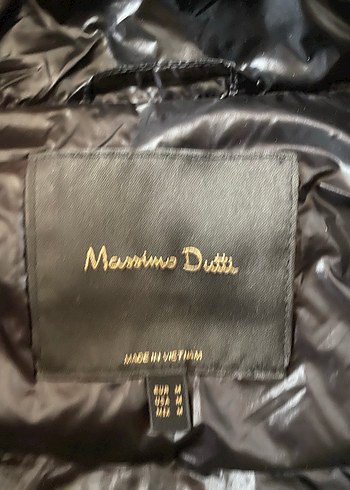 Massimo Dutti
MADE IN VIETNAM
EUR M
USA M
MEX M